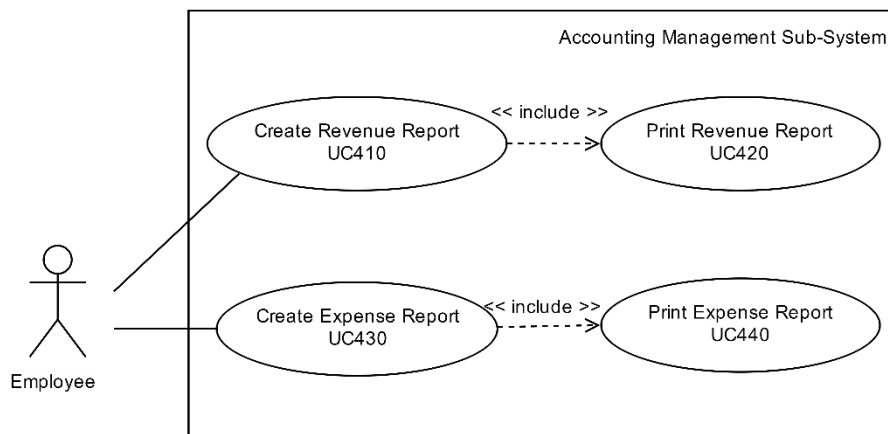 Accounting Management Sub-System
<< include >>
Create Revenue Report
UC410
Print Revenue Report
UC420
<< include >>
Create Expense Report
UC430
Print Expense Report
UC440
Employee